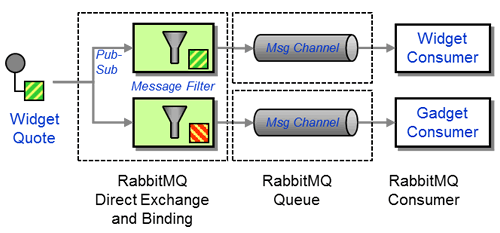 Pub-
Sub
Message Filter
Widget
Quote
Msg Channel
Msg Channel
Widget
Consumer
Gadget
Consumer
RabbitMQ
Direct Exchange
and Binding
RabbitMQ
Queue
RabbitMQ
Consumer